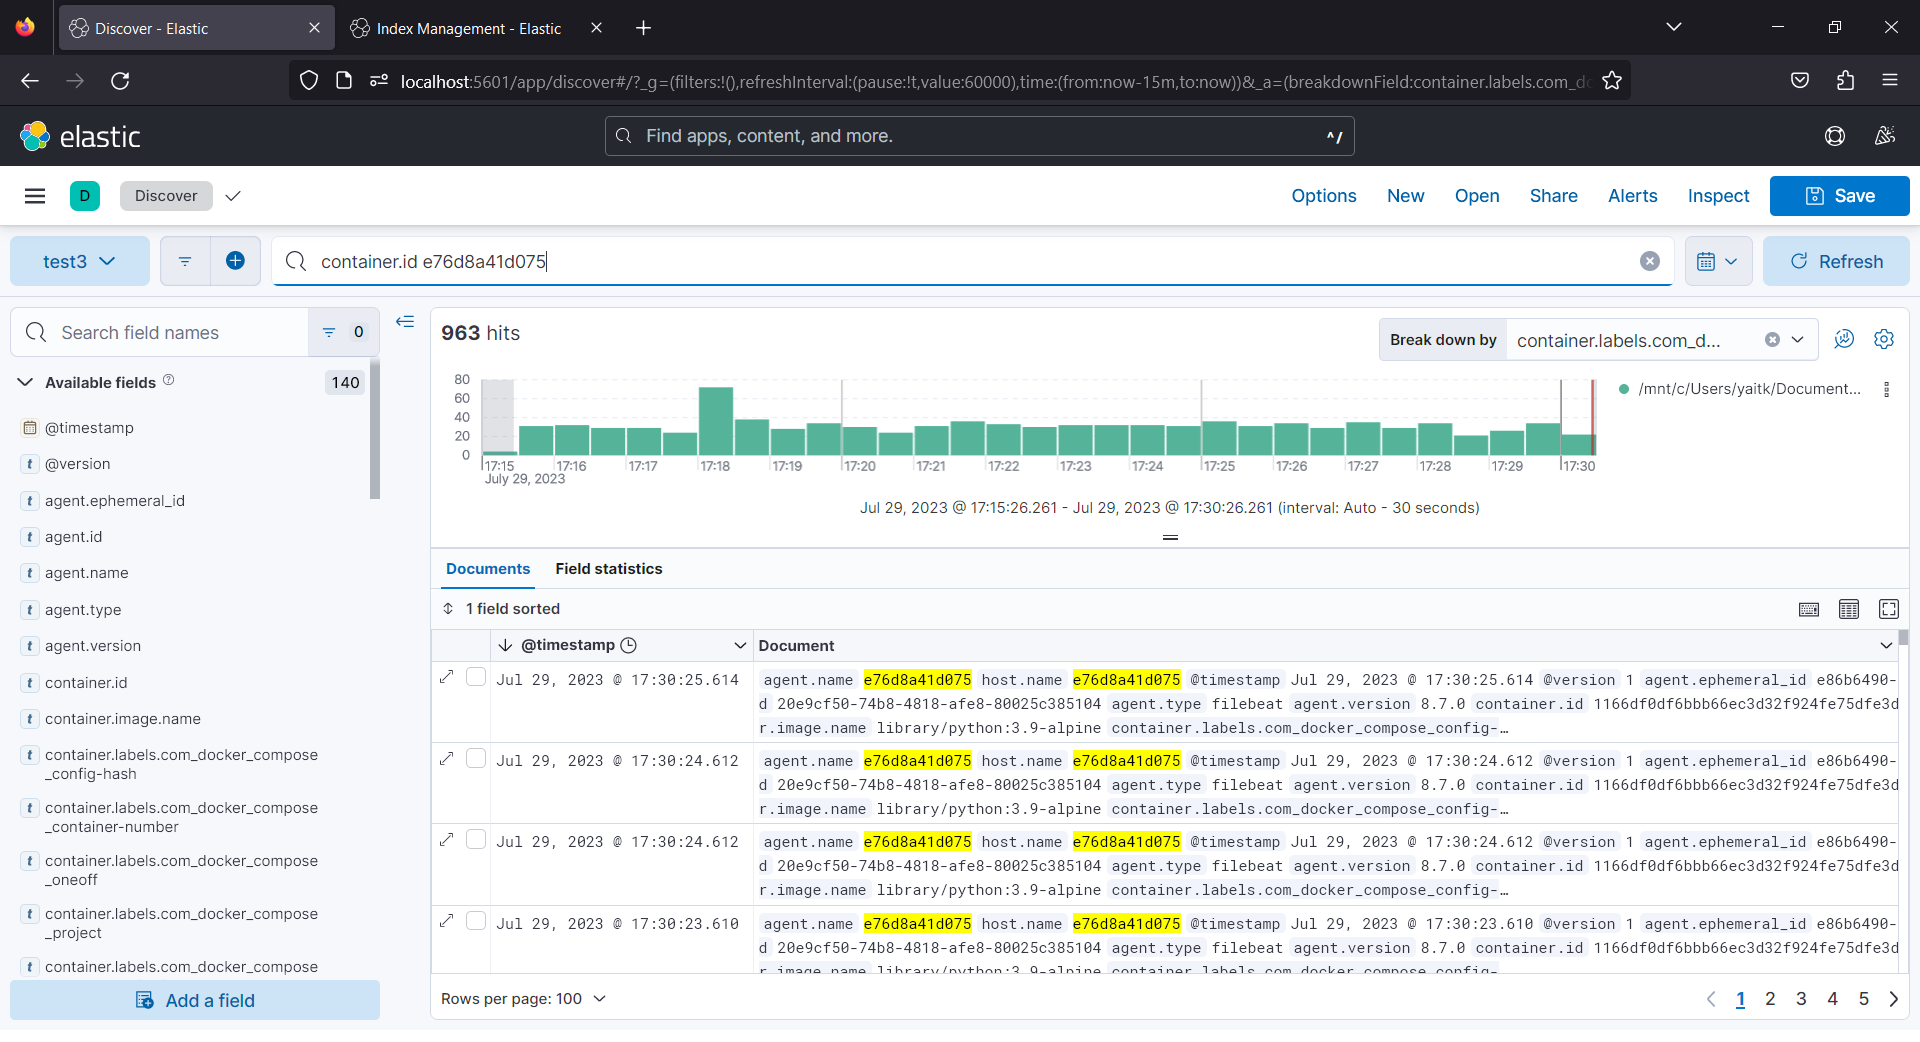 Discover - Elastic
Index Management - Elastic
localhost:5601/app/discover#/?_g=(filters:!(),refreshInterval:(pause:!t,value:60000),time:(from:now-15m,to:now))&_a=(breakdownField:container.labels.com_dc
elastic
Find apps, content, and more.
^/
D
Discover
Options
New
Open
Share
Alerts
Inspect
Save
test3
container.id e76d8a41d075
Refresh
Search field names
0
963 hits
Break down by
container.labels.com_d...
Available fields
140
@timestamp
t @version
t agent.ephemeral_id
t agent.id
t agent.name
t agent.type
t agent.version
t container.id
t container.image.name
t container.labels.com_docker_compose
_config-hash
t container.labels.com_docker_compose
_container-number
t container.labels.com_docker_compose
_oneoff
t container.labels.com_docker_compose
_project
t container.labels.com_docker_compose
Add a field
80
60
40
20
0
17:15 17:16 17:17 17:18 17:19 17:20 17:21 17:22 17:23 17:24 17:25 17:26 17:27 17:28 17:29 17:30
July 29, 2023
/mnt/c/Users/yaitk/Document...
Jul 29, 2023 @ 17:15:26.261 - Jul 29, 2023 @ 17:30:26.261 (interval: Auto - 30 seconds)
Documents
Field statistics
1 field sorted
@timestamp
Document
Jul 29, 2023 @ 17:30:25.614
agent.name e76d8a41d075 host.name e76d8a41d075 @timestamp Jul 29, 2023 @ 17:30:25.614 @version 1 agent.ephemeral_id e86b6490-
d 20e9cf50-74b8-4818-afe8-80025c385104 agent.type filebeat agent.version 8.7.0 container.id 1166df0df6bbb66ec3d32f924fe75dfe3d
r.image.name library/python:3.9-alpine container.labels.com_docker_compose_config-…
Jul 29, 2023 @ 17:30:24.612
agent.name e76d8a41d075 host.name e76d8a41d075 @timestamp Jul 29, 2023 @ 17:30:24.612 @version 1 agent.ephemeral_id e86b6490-
d 20e9cf50-74b8-4818-afe8-80025c385104 agent.type filebeat agent.version 8.7.0 container.id 1166df0df6bbb66ec3d32f924fe75dfe3d
r.image.name library/python:3.9-alpine container.labels.com_docker_compose_config-…
Jul 29, 2023 @ 17:30:24.612
agent.name e76d8a41d075 host.name e76d8a41d075 @timestamp Jul 29, 2023 @ 17:30:24.612 @version 1 agent.ephemeral_id e86b6490-
d 20e9cf50-74b8-4818-afe8-80025c385104 agent.type filebeat agent.version 8.7.0 container.id 1166df0df6bbb66ec3d32f924fe75dfe3d
r.image.name library/python:3.9-alpine container.labels.com_docker_compose_config-…
Jul 29, 2023 @ 17:30:23.610
agent.name e76d8a41d075 host.name e76d8a41d075 @timestamp Jul 29, 2023 @ 17:30:23.610 @version 1 agent.ephemeral_id e86b6490-
d 20e9cf50-74b8-4818-afe8-80025c385104 agent.type filebeat agent.version 8.7.0 container.id 1166df0df6bbb66ec3d32f924fe75dfe3d
r.image.name library/python:3.9-alpine container.labels.com_docker_compose_config-
Rows per page: 100
1 2 3 4 5